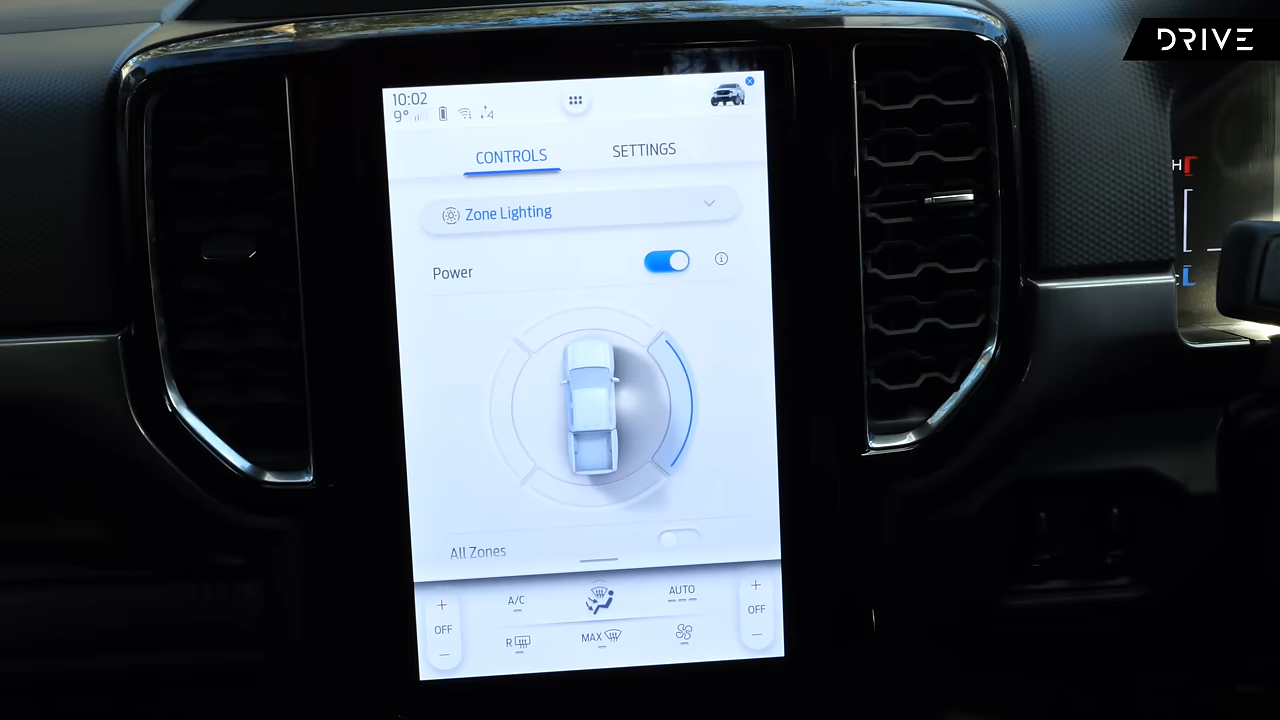 DRIVE
10:02
9°
CONTROLS SETTINGS
Zone Lighting
Power
All Zones
A/C AUTO
OFF OFF
R MAX
H
C